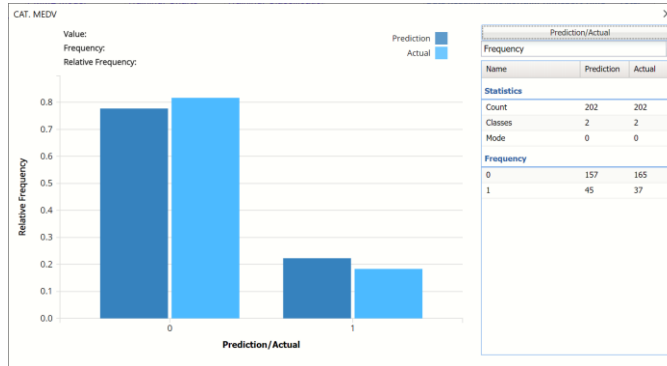 CAT. MEDV
Value:
Frequency:
Relative Frequency:
Prediction
Actual
Relative Frequency
0.8
0.7
0.6
0.5
0.4
0.3
0.2
0.1
0.0
0 1
Prediction/Actual
Prediction/Actual
Frequency
Name Prediction Actual
Statistics
Count 202 202
Classes 2 2
Mode 0 0
Frequency
0 157 165
1 45 37